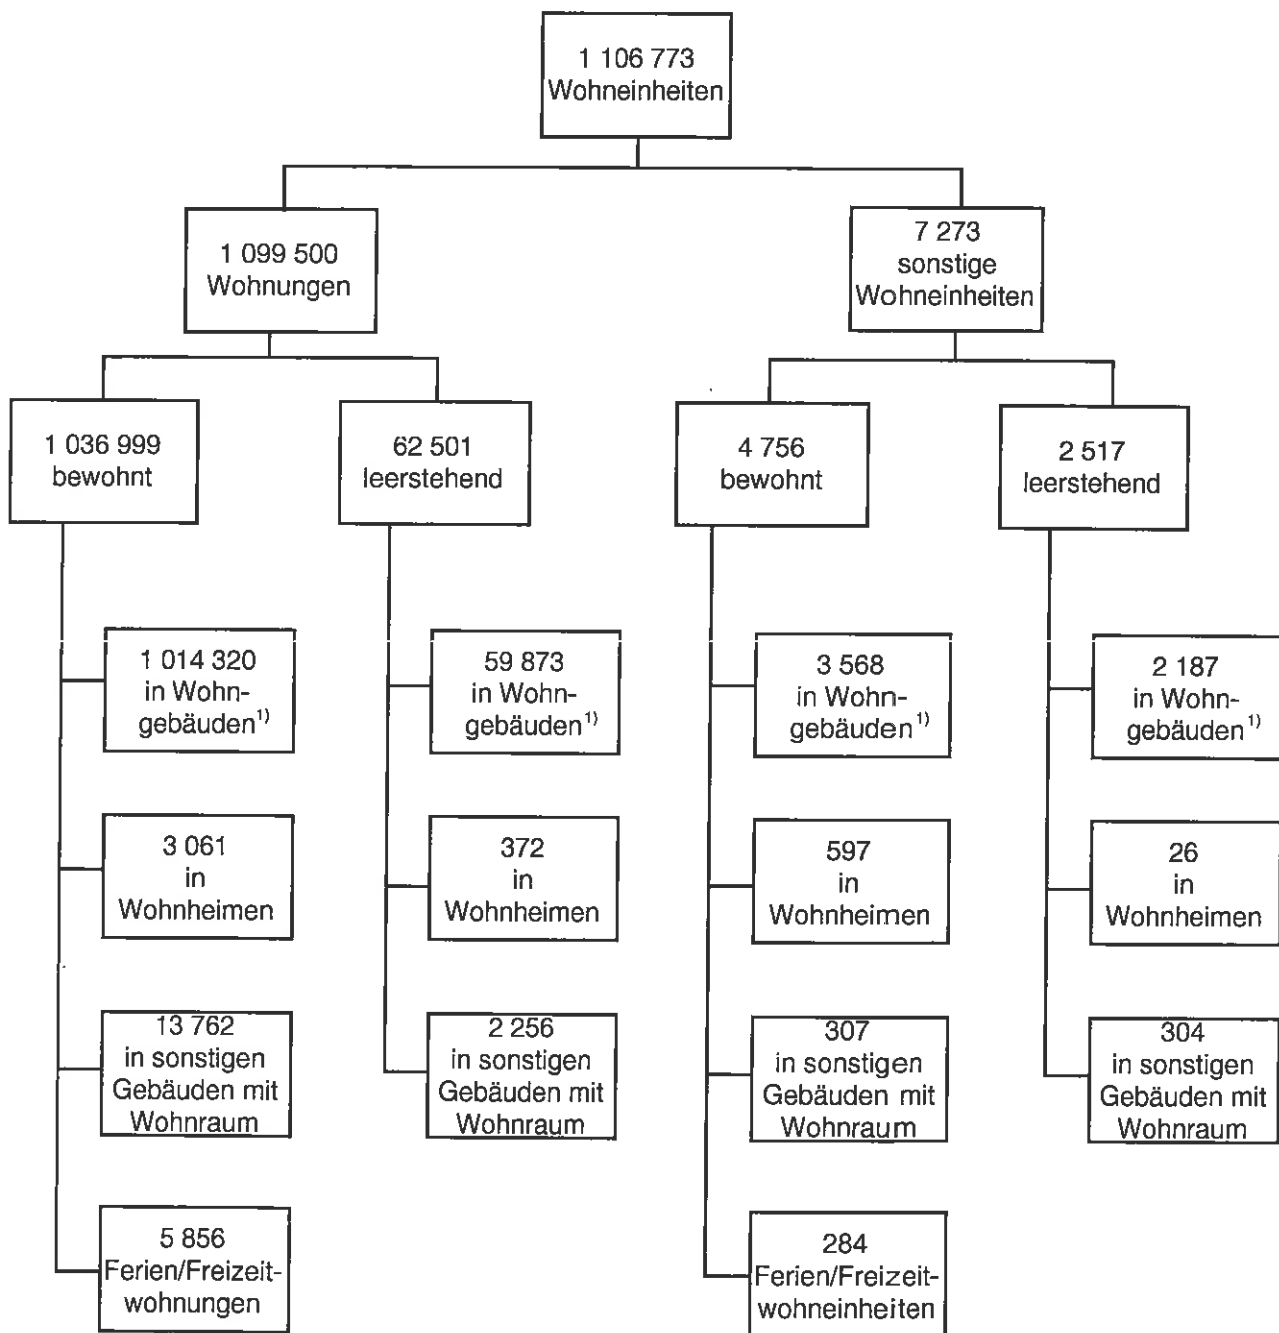 1 106 773
Wohneinheiten
1 099 500
Wohnungen
7 273
sonstige
Wohneinheiten
1 036 999
bewohnt
62 501
leerstehend
4 756
bewohnt
2 517
leerstehend
1 014 320
in Wohn-
gebäuden¹⁾
59 873
in Wohn-
gebäuden¹⁾
3 568
in Wohn-
gebäuden¹⁾
2 187
in Wohn-
gebäuden¹⁾
3 061
in
Wohnheimen
372
in
Wohnheimen
597
in
Wohnheimen
26
in
Wohnheimen
13 762
in sonstigen
Gebäuden mit
Wohnraum
2 256
in sonstigen
Gebäuden mit
Wohnraum
307
in sonstigen
Gebäuden mit
Wohnraum
304
in sonstigen
Gebäuden mit
Wohnraum
5 856
Ferien/Freizeit-
wohnungen
284
Ferien/Freizeit-
wohneinheiten